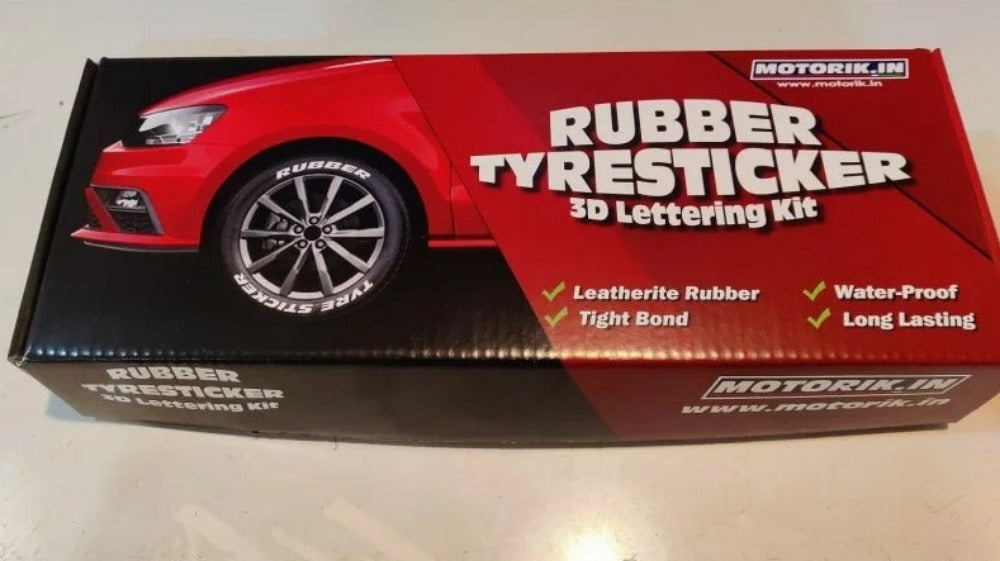 MOTORIK.IN
www.motorik.in
RUBBER
TYRESTICKER
3D Lettering Kit
RUBBER
TYRE STICKER
Leatherite Rubber
Tight Bond
Water-Proof
Long Lasting
RUBBER
TYRESTICKER
3D Lettering Kit
MOTORIK.IN
www.motorik.in